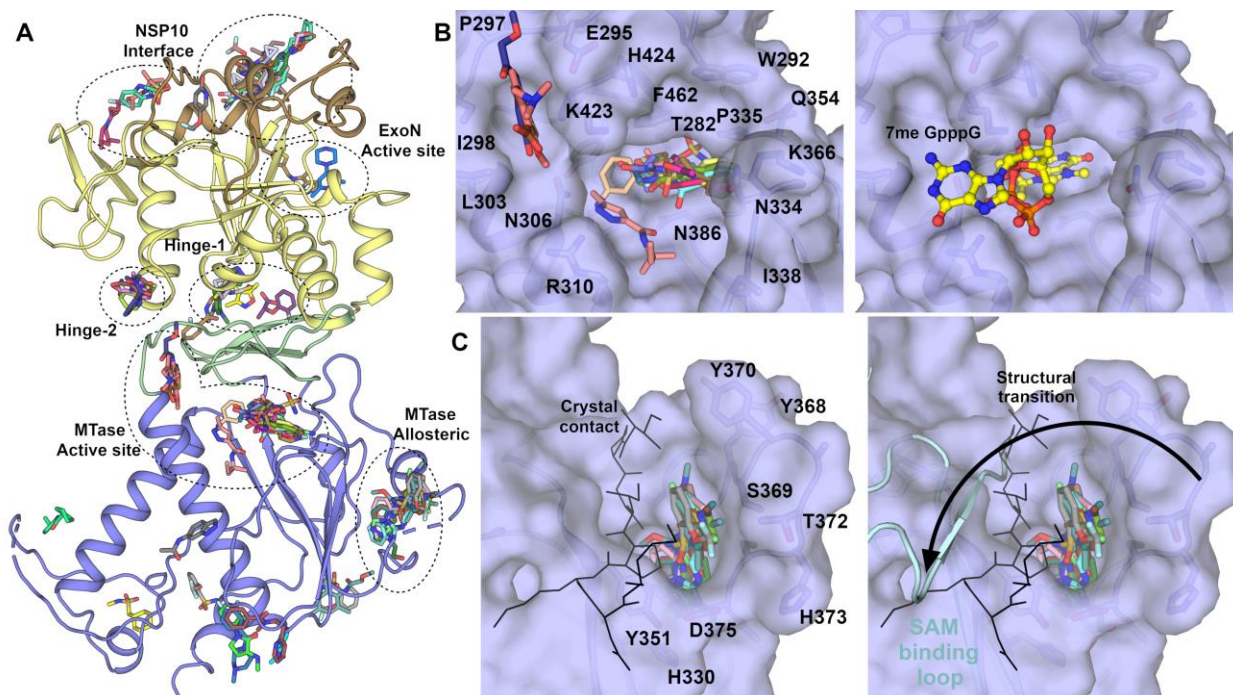 A
NSP10
Interface
ExoN
Active site
Hinge-1
Hinge-2
MTase
Active site
MTase
Allosteric
B
P297
E295
H424
W292
F462
Q354
K423
T282
P335
I298
K366
L303
N306
N334
N386
R310
I338
7me GpppG
C
Y370
Crystal
contact
Y368
S369
T372
H373
Y351
D375
H330
Structural
transition
SAM
binding
loop